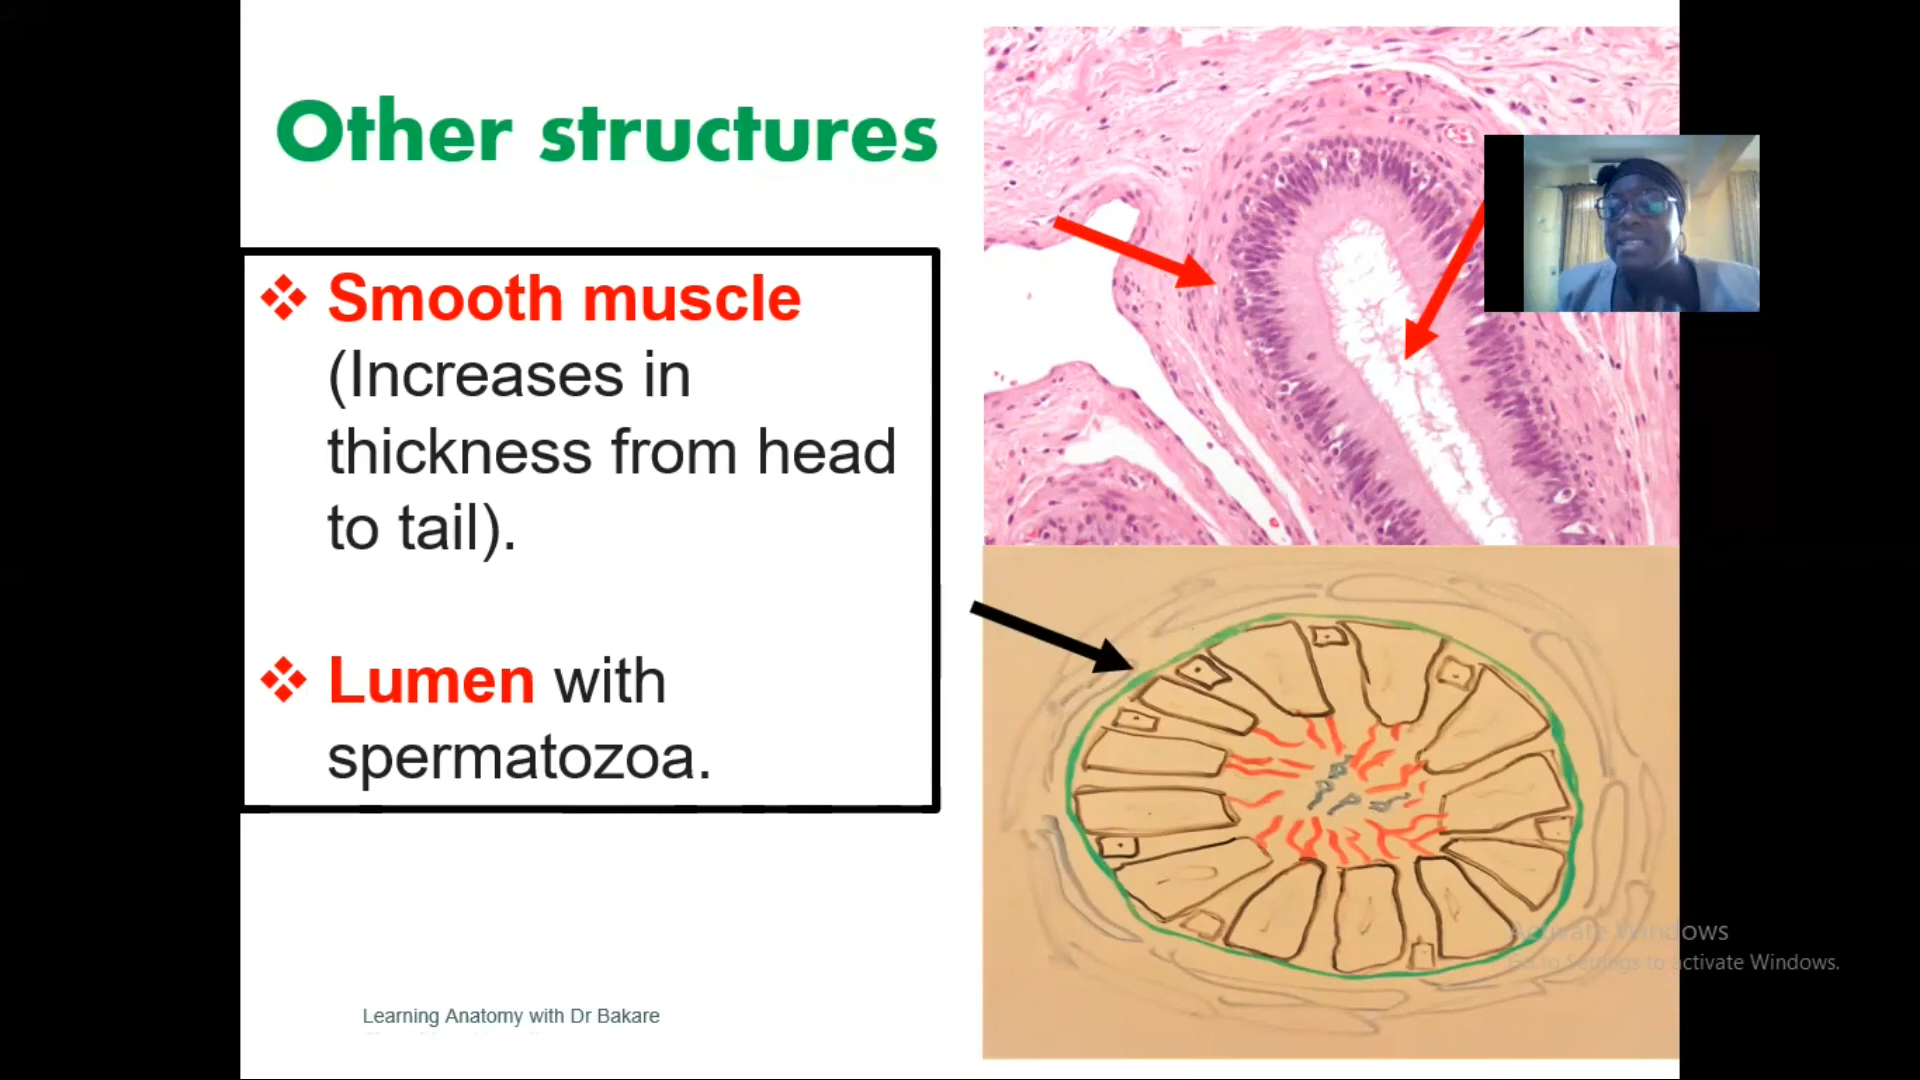 Other structures
❖ Smooth muscle
(Increases in
thickness from head
to tail).
❖ Lumen with
spermatozoa.
Activate Windows
Go to Settings to activate Windows.
Learning Anatomy with Dr Bakare